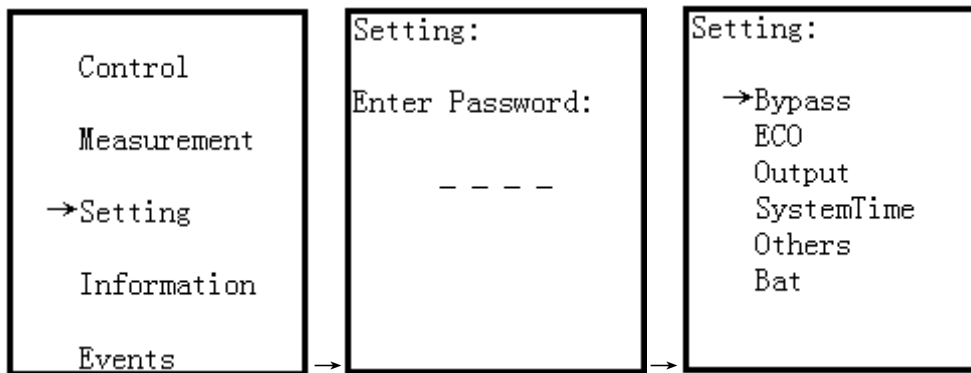 Control
Measurement
→Setting
Information
Events
→
Setting:
Enter Password:
_ _ _ _
→
Setting:
→Bypass
ECO
Output
SystemTime
Others
Bat